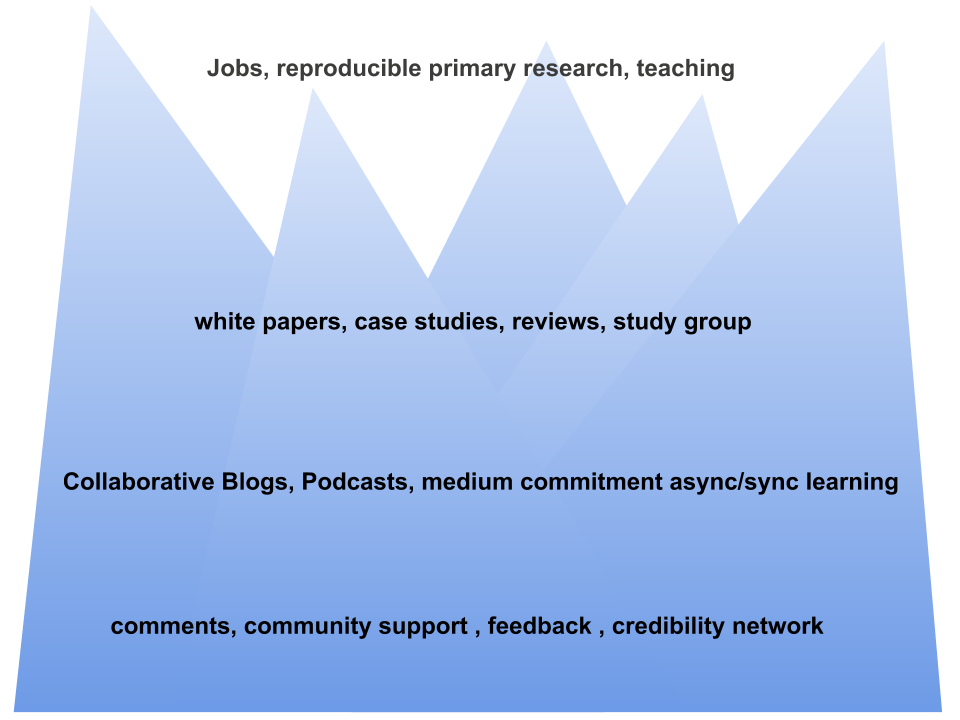 Jobs, reproducible primary research, teaching
white papers, case studies, reviews, study group
Collaborative Blogs, Podcasts, medium commitment async/sync learning
comments, community support , feedback , credibility network